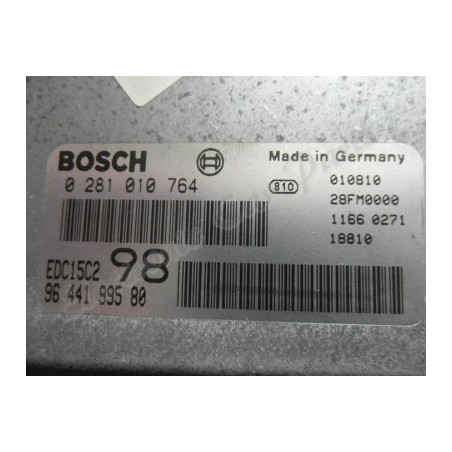 BOSCH Made in Germany
0 281 010 764 810 010810
28FM0000
1166 0271
18810
EDC15C2 98
96 441 995 80